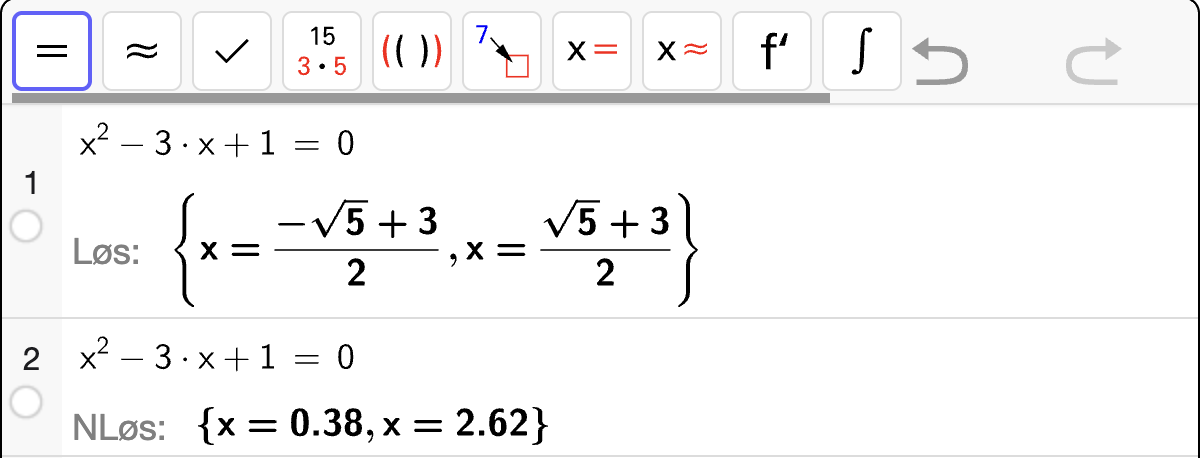 = ≈ ✓ 15 3·5 (( )) 7 x= x≈ f′ ∫
1
x² − 3 · x + 1 = 0
Løs: {x = (−√5 + 3)/2, x = (√5 + 3)/2}
2
x² − 3 · x + 1 = 0
NLøs: {x = 0.38, x = 2.62}